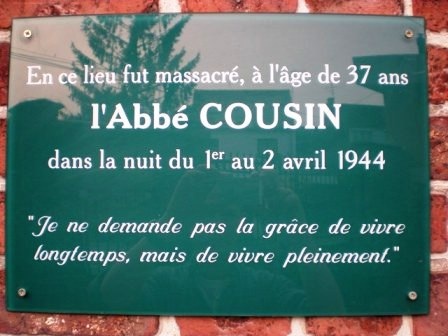 En ce lieu fut massacré, à l'âge de 37 ans
l'Abbé COUSIN
dans la nuit du 1er au 2 avril 1944
"Je ne demande pas la grâce de vivre
longtemps, mais de vivre pleinement."